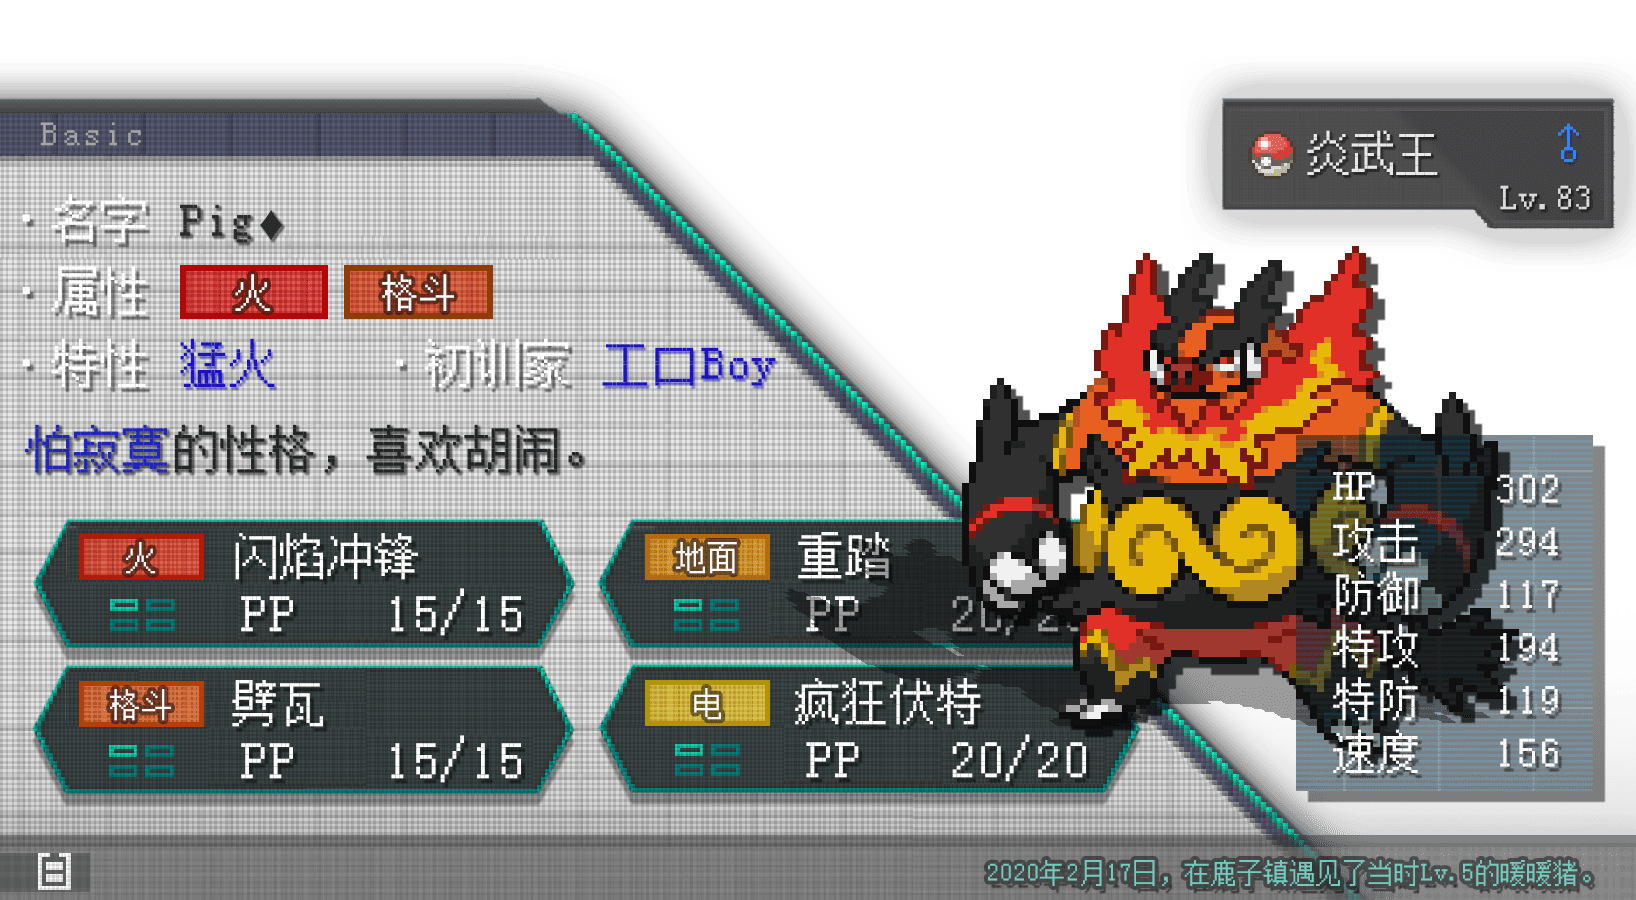 Basic
炎武王
Lv.83
·名字 Pig♦
·属性 火 格斗
·特性 猛火 ·初训家 工口Boy
怕寂寞的性格，喜欢胡闹。
火 闪焰冲锋
PP 15/15
地面 重踏
PP 20/20
格斗 劈瓦
PP 15/15
电 疯狂伏特
PP 20/20
HP 302
攻击 294
防御 117
特攻 194
特防 119
速度 156
2020年2月17日，在鹿子镇遇见了当时Lv.5的暖暖猪。